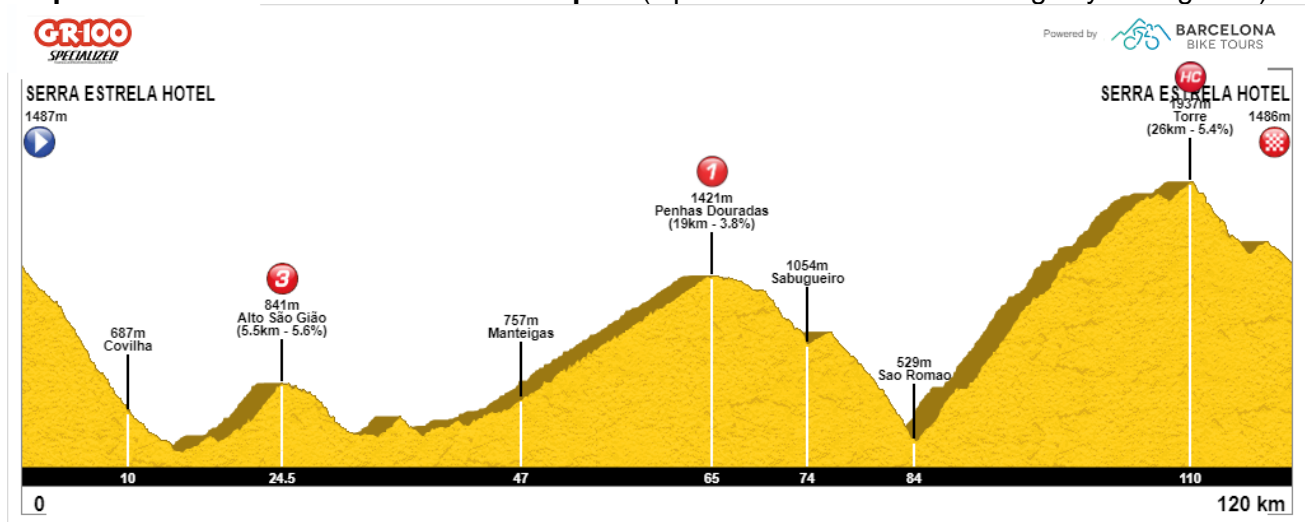 GR-100
SPECIALIZED
Powered by
BARCELONA
BIKE TOURS
SERRA ESTRELA HOTEL
1487m
687m
Covilha
3
841m
Alto São Gião
(5.5km - 5.6%)
757m
Manteigas
1
1421m
Penhas Douradas
(19km - 3.8%)
1054m
Sabugueiro
529m
Sao Romao
HC
SERRA ESTRELA HOTEL
1937m
Torre
(26km - 5.4%)
1486m
10 24.5 47 65 74 84 110
0 120 km